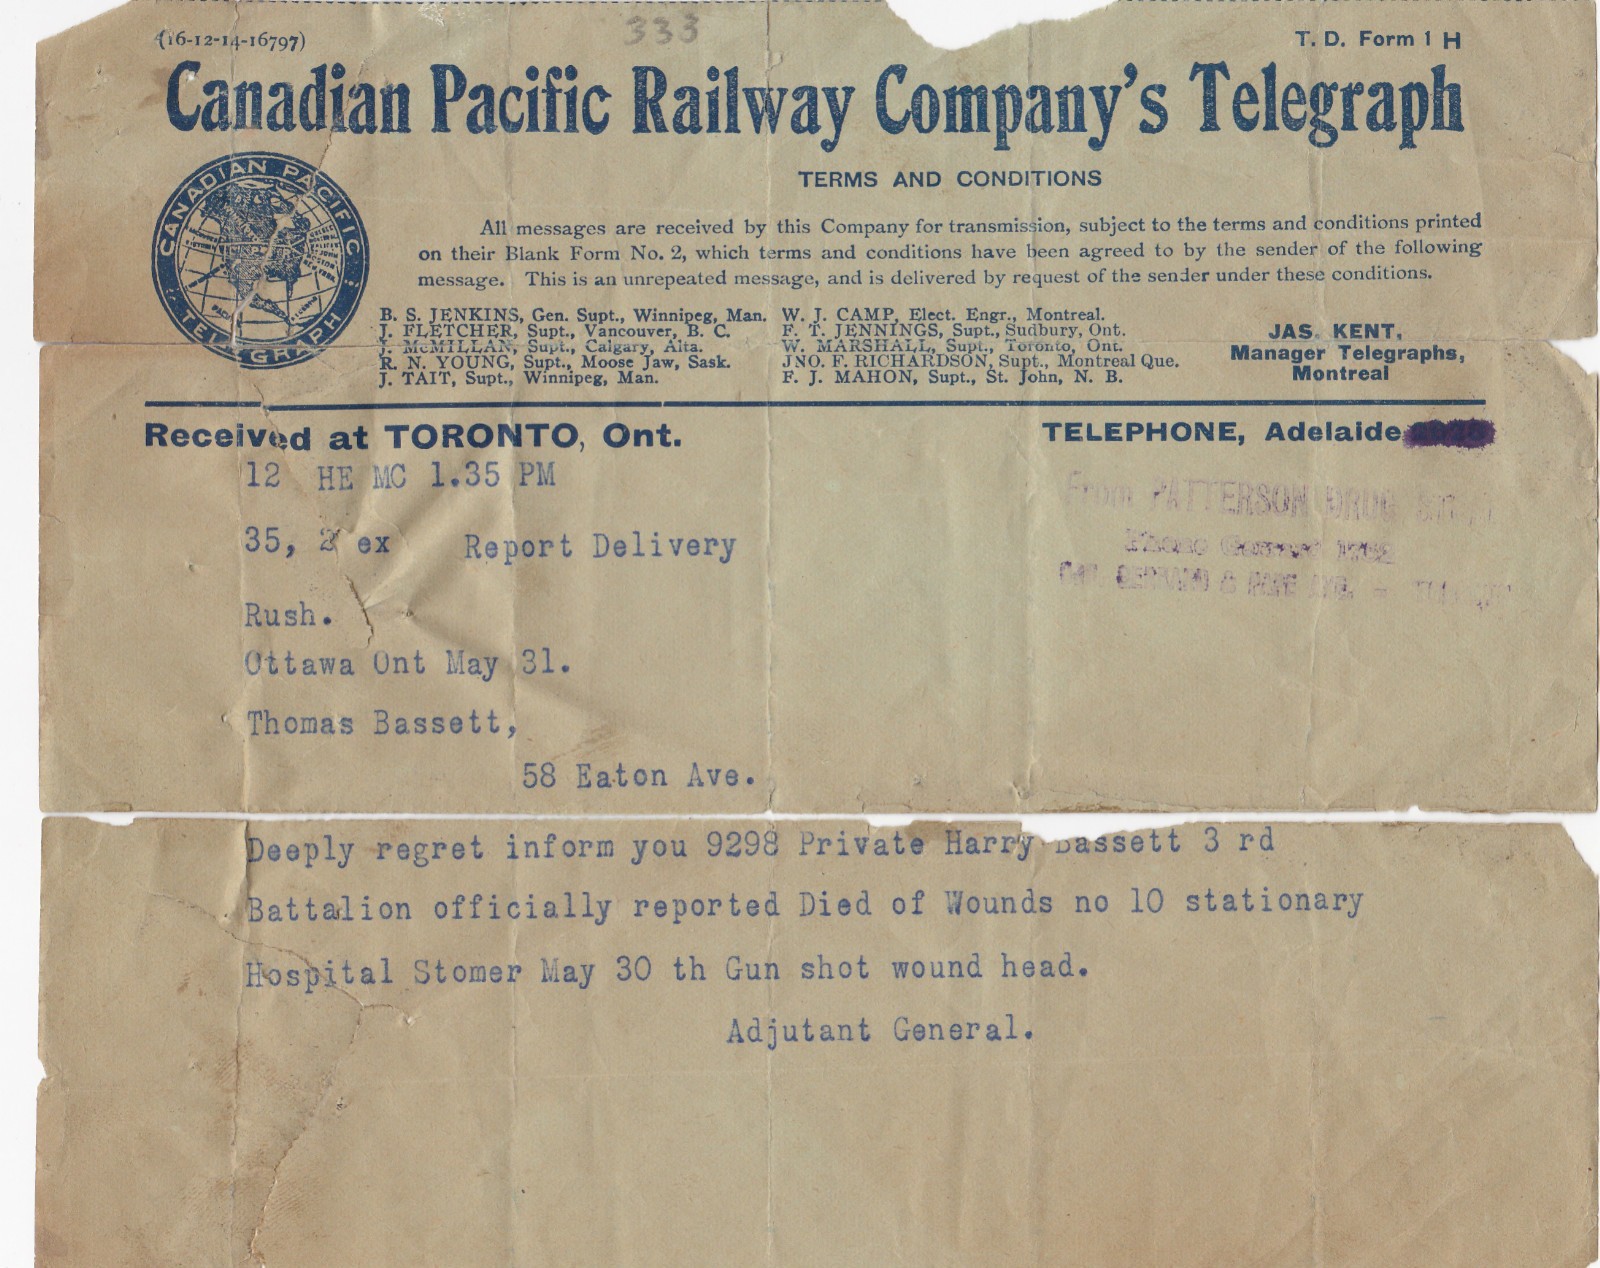 (16-12-14-16797)
333
T. D. Form 1 H
Canadian Pacific Railway Company's Telegraph
CANADIAN PACIFIC
TELEGRAPH
TERMS AND CONDITIONS
All messages are received by this Company for transmission, subject to the terms and conditions printed
on their Blank Form No. 2, which terms and conditions have been agreed to by the sender of the following
message. This is an unrepeated message, and is delivered by request of the sender under these conditions.
B. S. JENKINS, Gen. Supt., Winnipeg, Man.
J. FLETCHER, Supt., Vancouver, B. C.
J. McMILLAN, Supt., Calgary, Alta.
R. N. YOUNG, Supt., Moose Jaw, Sask.
J. TAIT, Supt., Winnipeg, Man.
W. J. CAMP, Elect. Engr., Montreal.
F. T. JENNINGS, Supt., Sudbury, Ont.
W. MARSHALL, Supt., Toronto, Ont.
JNO. F. RICHARDSON, Supt., Montreal Que.
F. J. MAHON, Supt., St. John, N. B.
JAS. KENT,
Manager Telegraphs,
Montreal
Received at TORONTO, Ont.
TELEPHONE, Adelaide
From PATTERSON DRUG
Phone
12 HE MC 1.35 PM
35, 2 ex Report Delivery
Rush.
Ottawa Ont May 31.
Thomas Bassett,
58 Eaton Ave.
Deeply regret inform you 9298 Private Harry Bassett 3 rd
Battalion officially reported Died of Wounds no 10 stationary
Hospital Stomer May 30 th Gun shot wound head.
Adjutant General.